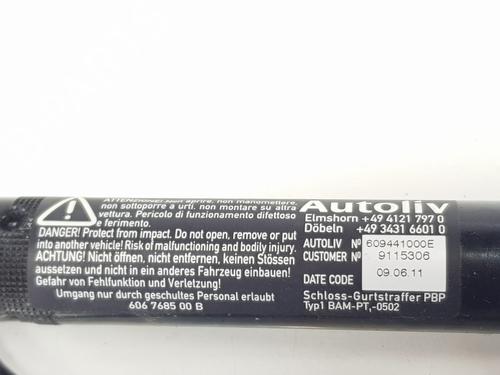 ATTENZIONE! Non aprire, non manomettere,
non sottoporre a urti, non montare su altra
vettura. Pericolo di funzionamento difettoso
e ferimento.
DANGER! Protect from impact. Do not open, remove or put
into another vehicle! Risk of malfunctioning and bodily injury.
ACHTUNG! Nicht öffnen, nicht entfernen, keinen Stössen
aussetzen und nicht in ein anderes Fahrzeug einbauen!
Gefahr von Fehlfunktion und Verletzung.
Umgang nur durch geschultes Personal erlaubt
606 7685 00 B
Autoliv
Elmshorn +49 4121 797 0
Döbeln +49 3431 6601 0
AUTOLIV Nº 609441000E
CUSTOMER Nº 9115306
DATE CODE 09.06.11
Schloss-Gurtstraffer PBP
Typ1 BAM-PT,-0502